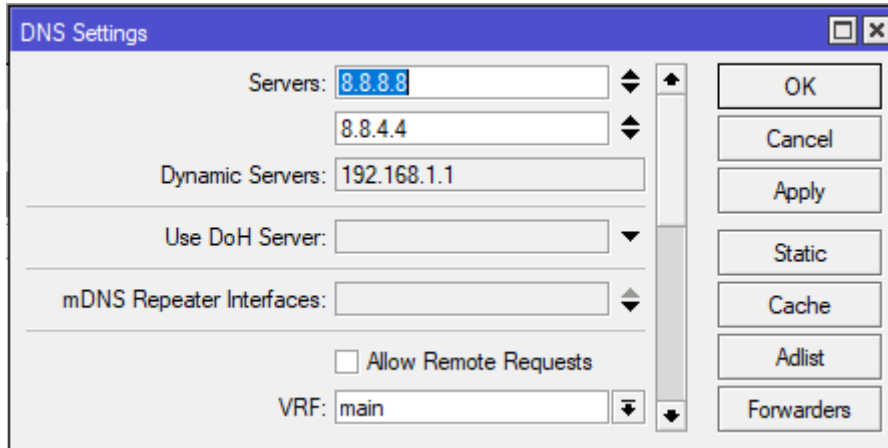 DNS Settings
Servers: 8.8.8.8
8.8.4.4
Dynamic Servers: 192.168.1.1
Use DoH Server:
mDNS Repeater Interfaces:
Allow Remote Requests
VRF: main
OK
Cancel
Apply
Static
Cache
Adlist
Forwarders